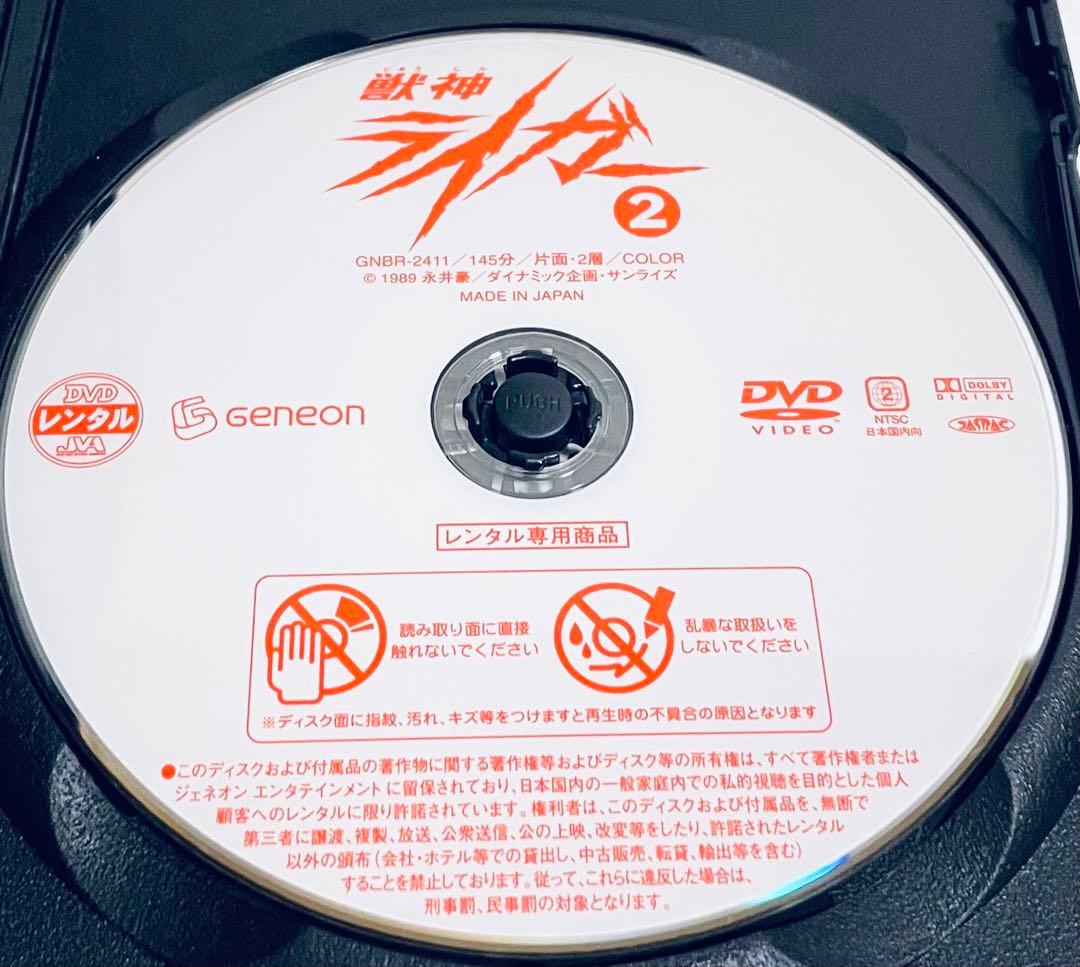 じゅう しん
獣神
ライガー
2
GNBR-2411／145分／片面・2層／COLOR
© 1989 永井豪／ダイナミック企画・サンライズ
MADE IN JAPAN
DVD
レンタル
JVA
Geneon
PUSH
DVD
VIDEO
2
NTSC
日本国内向
DOLBY
DIGITAL
JASRAC
レンタル専用商品
読み取り面に直接
触れないでください
乱暴な取扱いを
しないでください
※ディスク面に指紋、汚れ、キズ等をつけますと再生時の不具合の原因となります
●このディスクおよび付属品の著作物に関する著作権等およびディスク等の所有権は、すべて著作権者または
ジェネオン エンタテインメントに留保されており、日本国内の一般家庭内での私的視聴を目的とした個人
顧客へのレンタルに限り許諾されています。権利者は、このディスクおよび付属品を、無断で
第三者に譲渡、複製、放送、公衆送信、公の上映、改変等をしたり、許諾されたレンタル
以外の頒布（会社・ホテル等での貸出し、中古販売、転貸、輸出等を含む）
することを禁止しております。従って、これらに違反した場合は、
刑事罰、民事罰の対象となります。